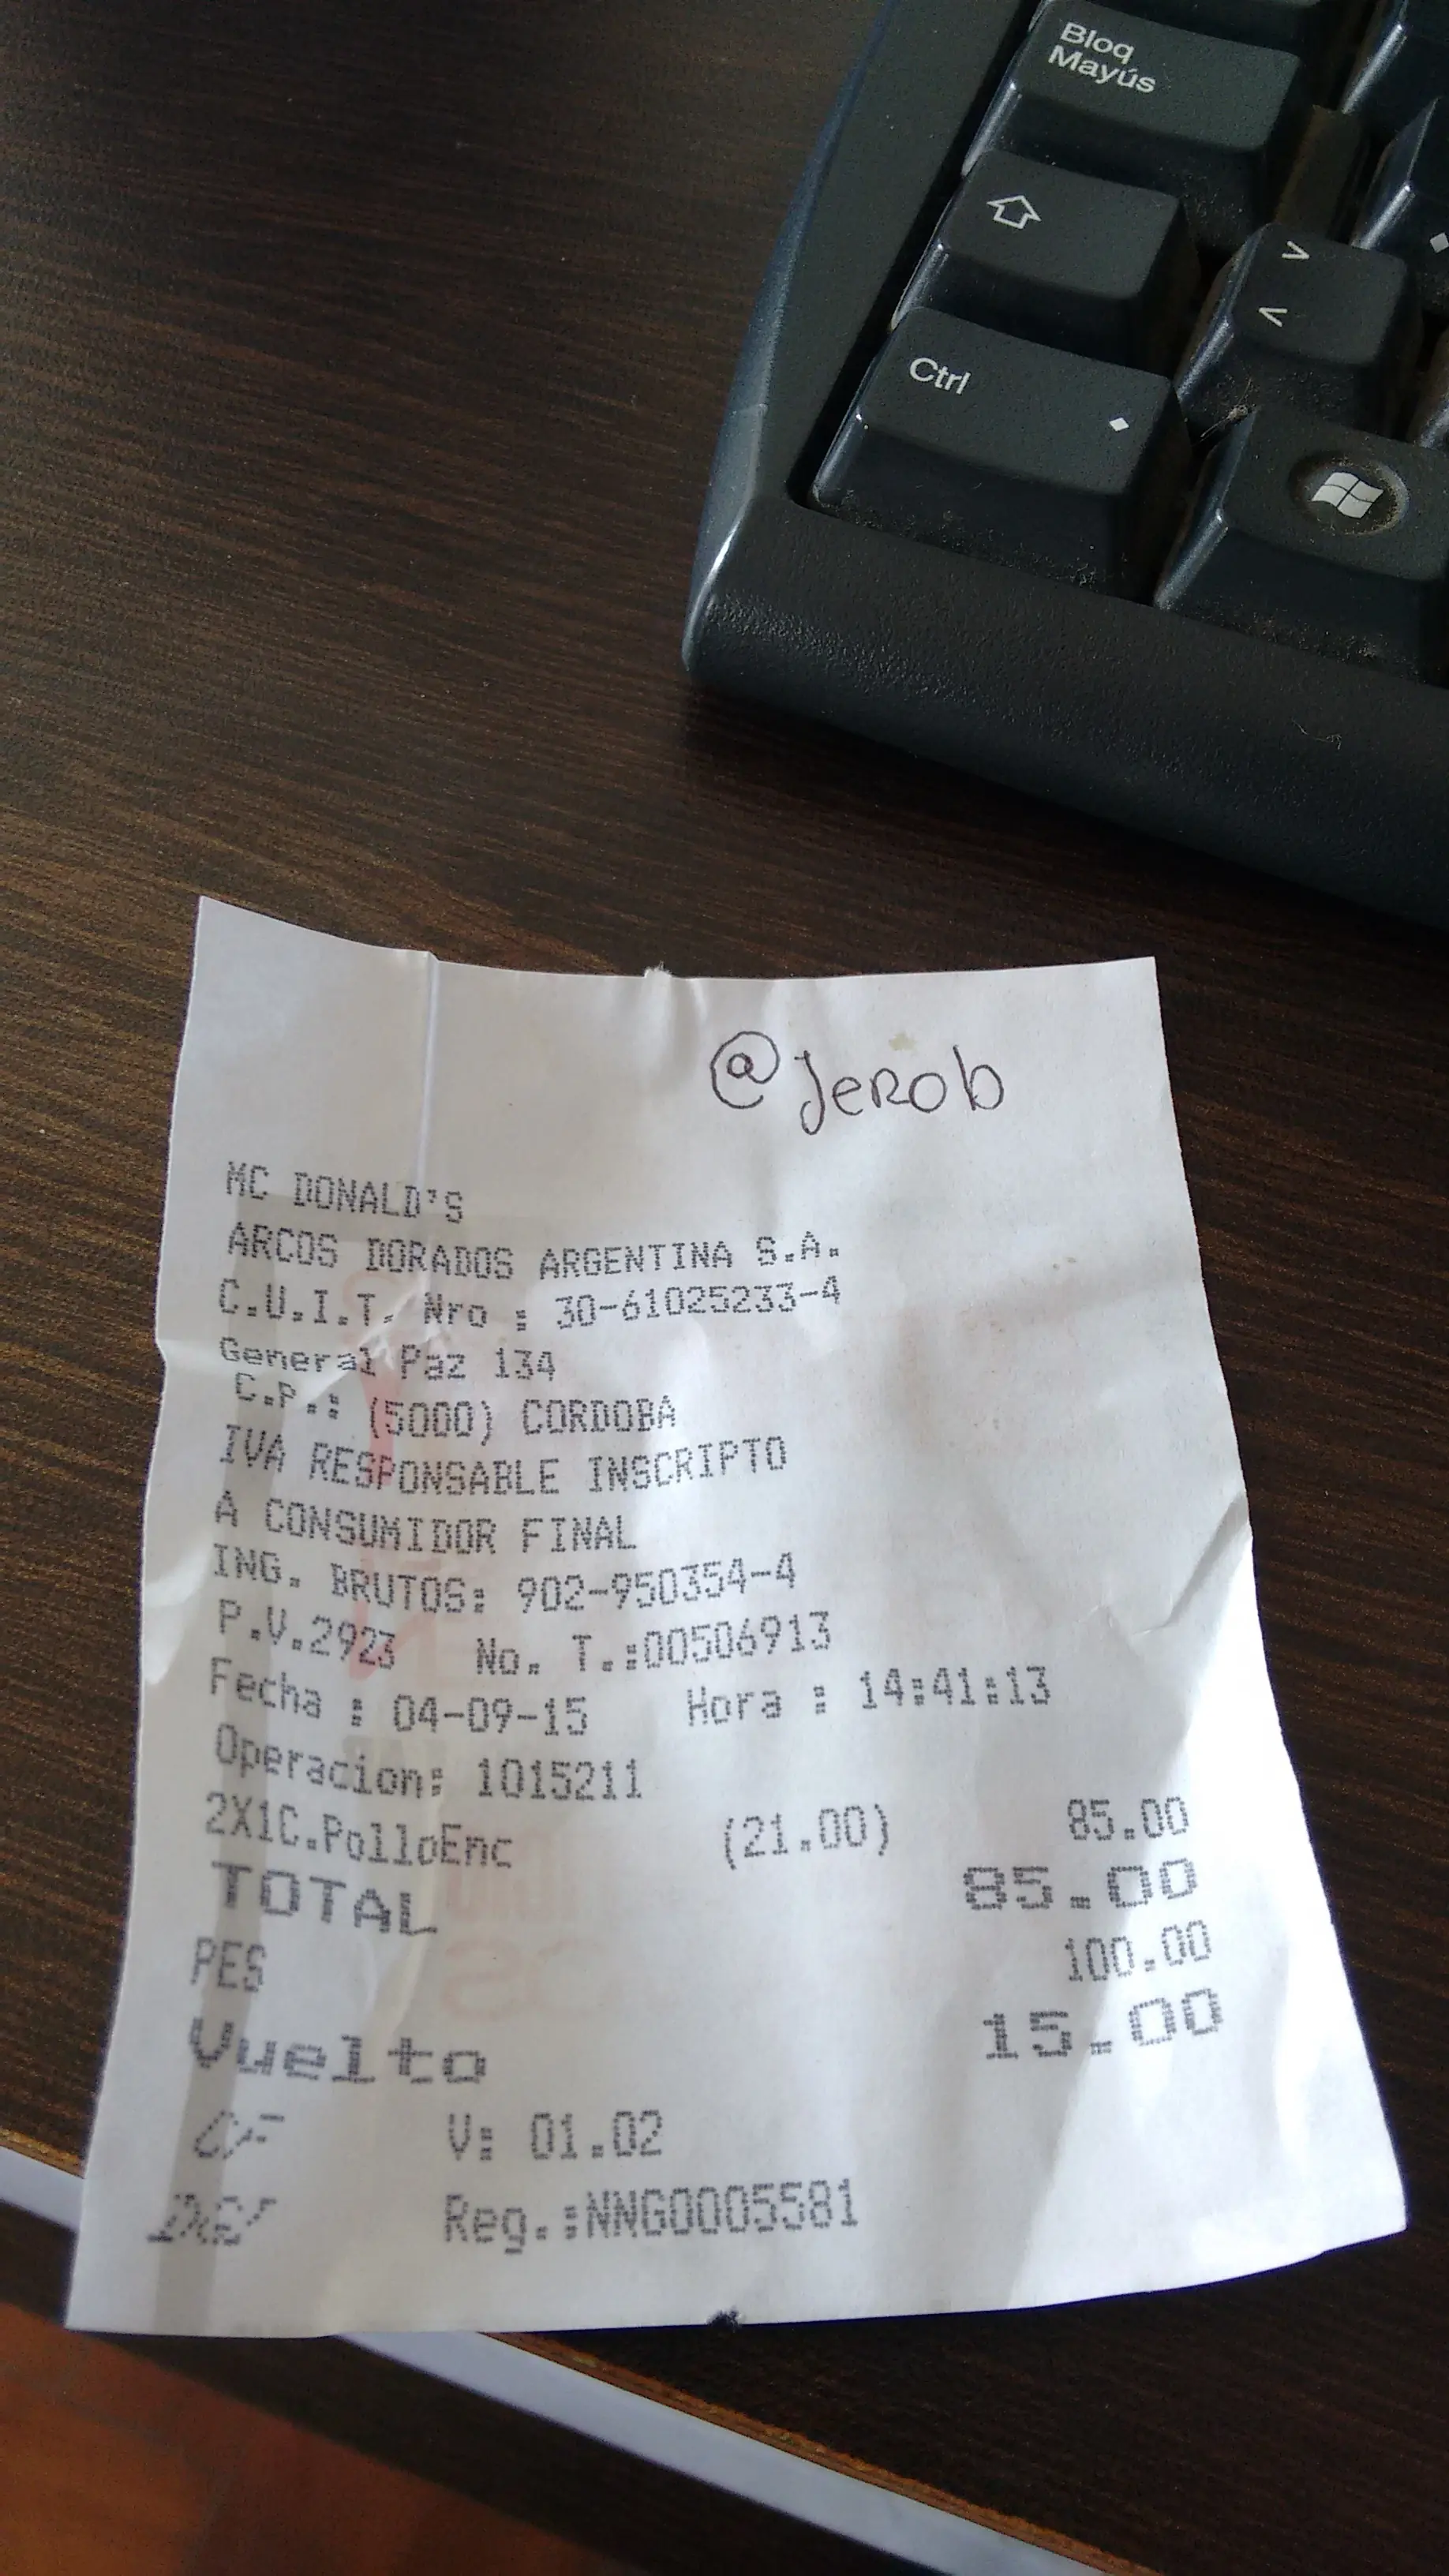 Bloq
Mayús
Ctrl
>
<
@jerob
MC DONALD'S
ARCOS DORADOS ARGENTINA S.A.
C.U.I.T. Nro : 30-61025233-4
General Paz 134
C.P.: (5000) CORDOBA
IVA RESPONSABLE INSCRIPTO
A CONSUMIDOR FINAL
ING. BRUTOS: 902-950354-4
P.V.2923 No. T.:00506913
Fecha : 04-09-15 Hora : 14:41:13
Operacion: 1015211
2X1C.PolloEnc (21.00) 85.00
TOTAL 85.00
PES 100.00
Vuelto 15.00
CF V: 01.02
Reg.:NNG0005581